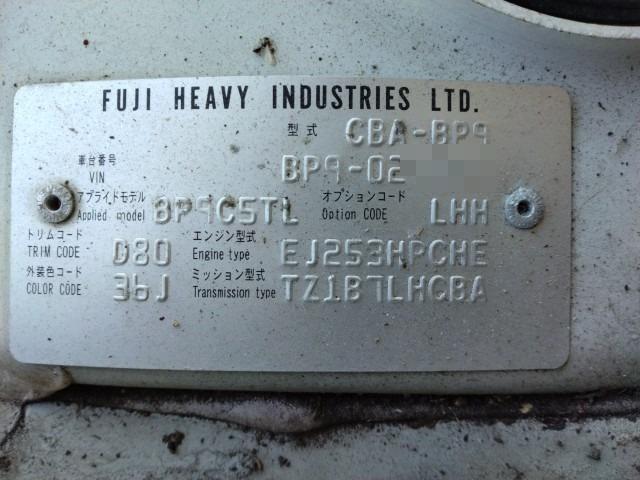 FUJI HEAVY INDUSTRIES LTD.
型式 CBA-BP9
車台番号 VIN BP9-02
アプライドモデル Applied model BP9C5TL オプションコード Option CODE LHH
トリムコード TRIM CODE D80 エンジン型式 Engine type EJ253HPCHE
外装色コード COLOR CODE 36J ミッション型式 Transmission type TZ1B7LHCBA